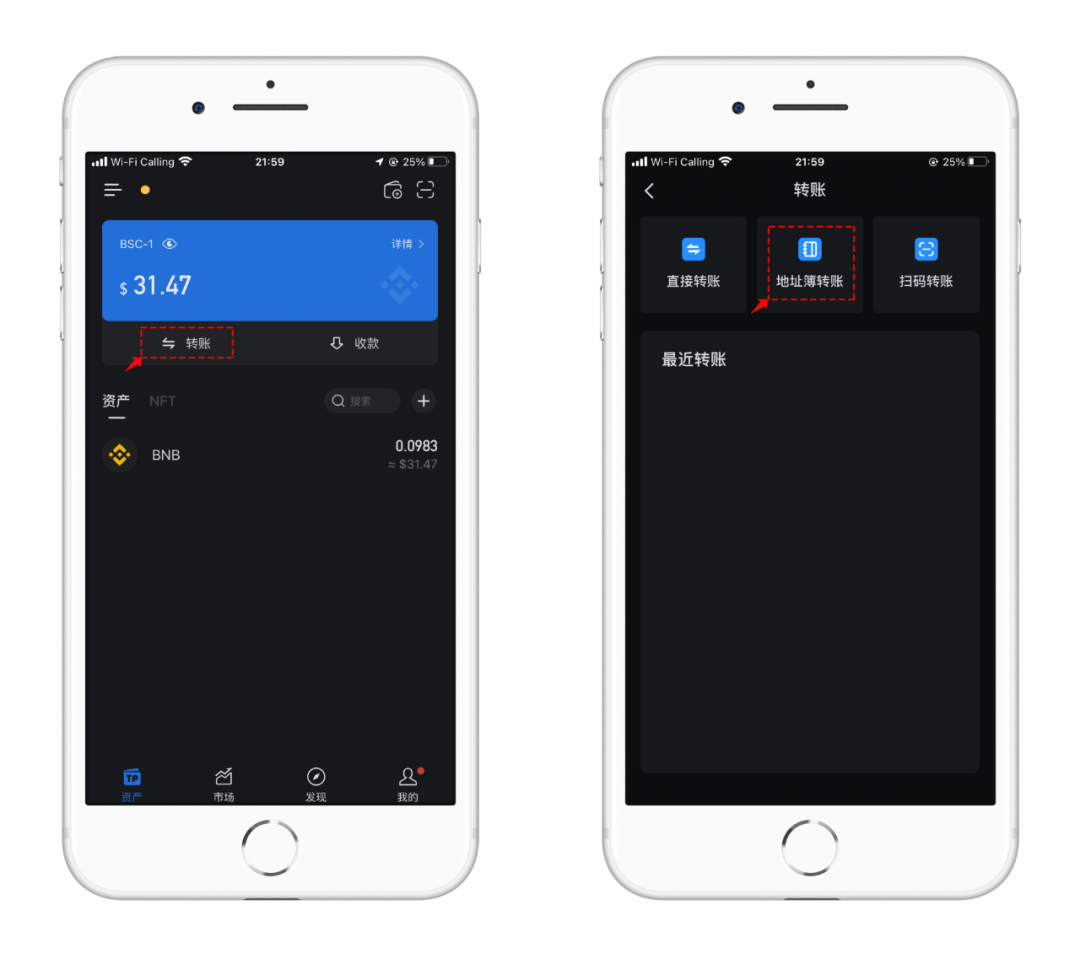 Wi-Fi Calling
21:59
25%
BSC-1
详情
$ 31.47
转账
收款
资产
NFT
搜索
BNB
0.0983
≈ $31.47
TP
资产
市场
发现
我的
Wi-Fi Calling
21:59
25%
转账
直接转账
地址簿转账
扫码转账
最近转账